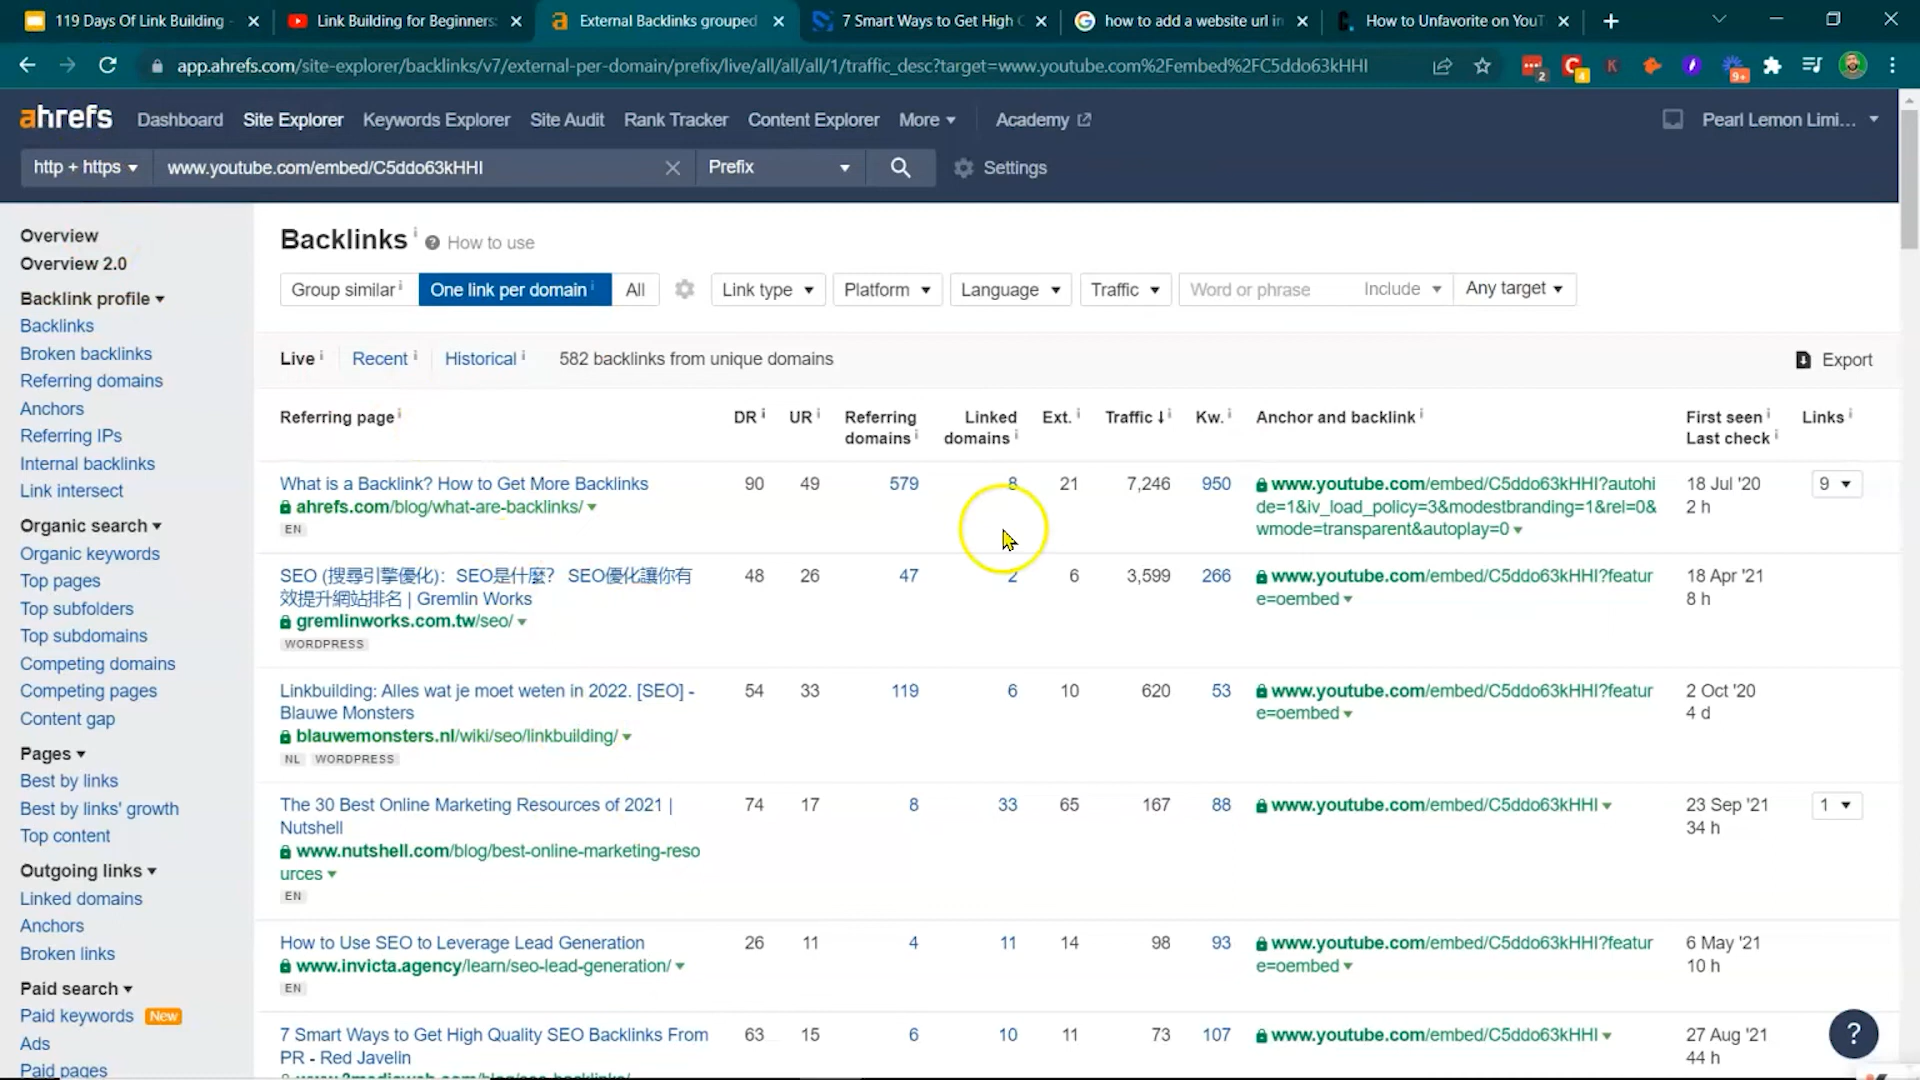 119 Days Of Link Building -
Link Building for Beginners:
External Backlinks grouped
7 Smart Ways to Get High
how to add a website url in
How to Unfavorite on YouT
app.ahrefs.com/site-explorer/backlinks/v7/external-per-domain/prefix/live/all/all/all/1/traffic_desc?target=www.youtube.com%2Fembed%2FC5ddo63kHHI
2
4
K
9+
ahrefs Dashboard Site Explorer Keywords Explorer Site Audit Rank Tracker Content Explorer More Academy
Pearl Lemon Limi...
http + https www.youtube.com/embed/C5ddo63kHHI Prefix Settings
Overview
Overview 2.0
Backlink profile
Backlinks
Broken backlinks
Referring domains
Anchors
Referring IPs
Internal backlinks
Link intersect
Organic search
Organic keywords
Top pages
Top subfolders
Top subdomains
Competing domains
Competing pages
Content gap
Pages
Best by links
Best by links' growth
Top content
Outgoing links
Linked domains
Anchors
Broken links
Paid search
Paid keywords New
Ads
Paid pages
Backlinks i ? How to use
Group similar i One link per domain i All Link type Platform Language Traffic Word or phrase Include Any target
Live i Recent i Historical i 582 backlinks from unique domains
Export
Referring page i DR i UR i Referring domains i Linked domains i Ext. i Traffic i Kw. i Anchor and backlink i First seen i Last check i Links i
What is a Backlink? How to Get More Backlinks
ahrefs.com/blog/what-are-backlinks/
EN
90 49 579 8 21 7,246 950
www.youtube.com/embed/C5ddo63kHHI?autohi
de=1&iv_load_policy=3&modestbranding=1&rel=0&
wmode=transparent&autoplay=0
18 Jul '20
2 h
9
SEO (搜尋引擎優化)：SEO是什麼? SEO優化讓你有
效提升網站排名 | Gremlin Works
gremlinworks.com.tw/seo/
WORDPRESS
48 26 47 2 6 3,599 266
www.youtube.com/embed/C5ddo63kHHI?featur
e=oembed
18 Apr '21
8 h
Linkbuilding: Alles wat je moet weten in 2022. [SEO] -
Blauwe Monsters
blauwemonsters.nl/wiki/seo/linkbuilding/
NL WORDPRESS
54 33 119 6 10 620 53
www.youtube.com/embed/C5ddo63kHHI?featur
e=oembed
2 Oct '20
4 d
The 30 Best Online Marketing Resources of 2021 |
Nutshell
www.nutshell.com/blog/best-online-marketing-reso
urces
EN
74 17 8 33 65 167 88
www.youtube.com/embed/C5ddo63kHHI
23 Sep '21
34 h
1
How to Use SEO to Leverage Lead Generation
www.invicta.agency/learn/seo-lead-generation/
EN
26 11 4 11 14 98 93
www.youtube.com/embed/C5ddo63kHHI?featur
e=oembed
6 May '21
10 h
7 Smart Ways to Get High Quality SEO Backlinks From
PR - Red Javelin
63 15 6 10 11 73 107
www.youtube.com/embed/C5ddo63kHHI
27 Aug '21
44 h
?